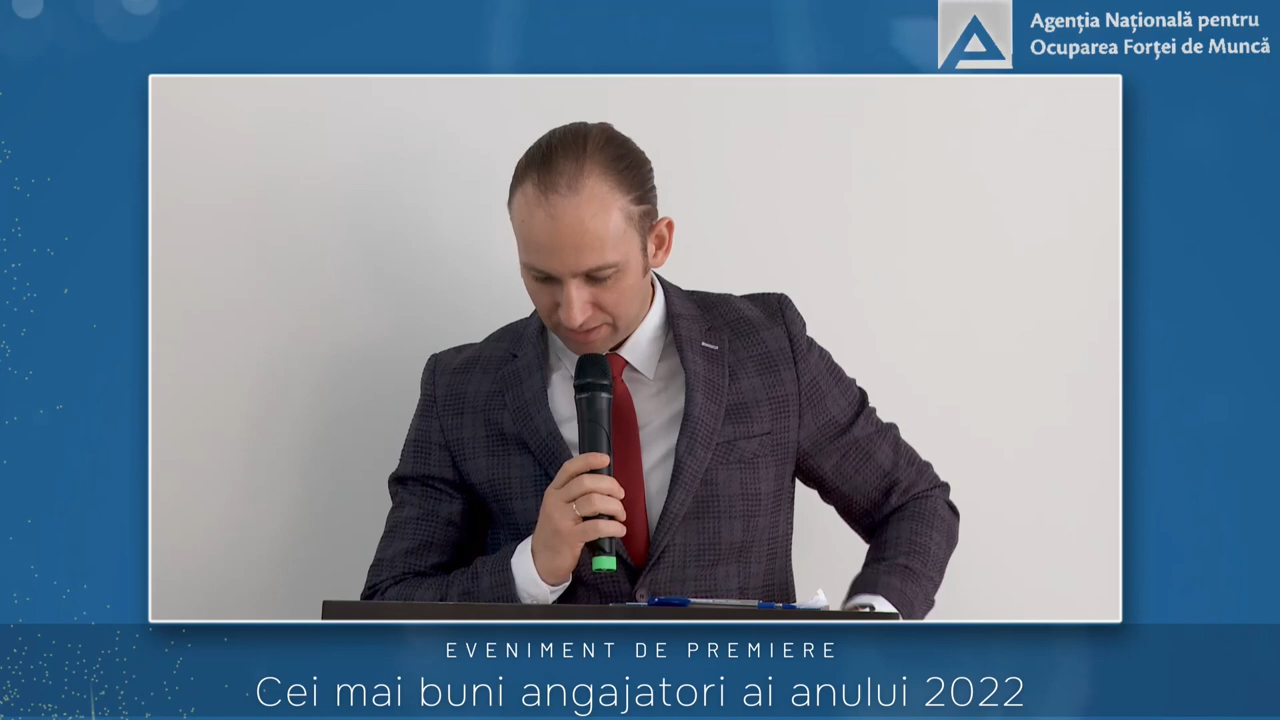 Agenția Națională pentru
Ocuparea Forței de Muncă
EVENIMENT DE PREMIERE
Cei mai buni angajatori ai anului 2022